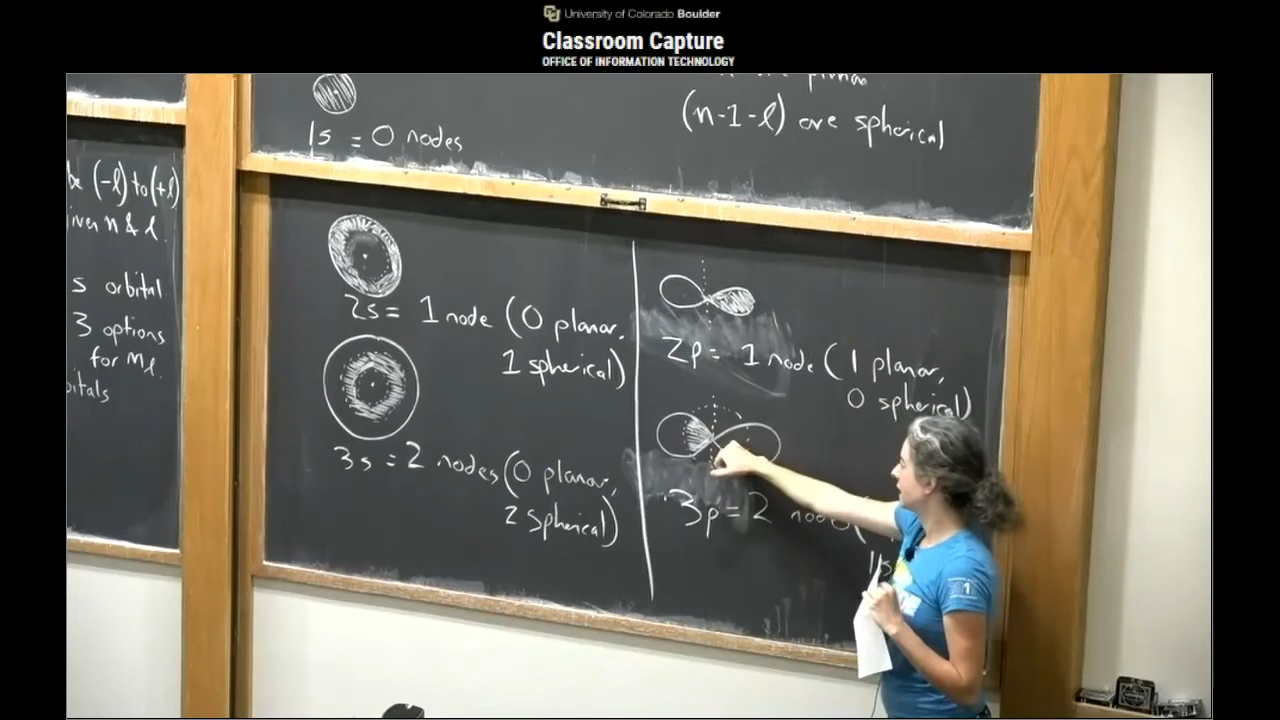 University of Colorado Boulder
Classroom Capture
OFFICE OF INFORMATION TECHNOLOGY
(n-1-l) are spherical
1s = 0 nodes
be (-l) to (+l)
given n & l.
s orbital
3 options
for ml
2s = 1 node (0 planar,
1 spherical)
3s = 2 nodes (0 planar,
2 spherical)
2p = 1 node (1 planar,
0 spherical)
3p = 2